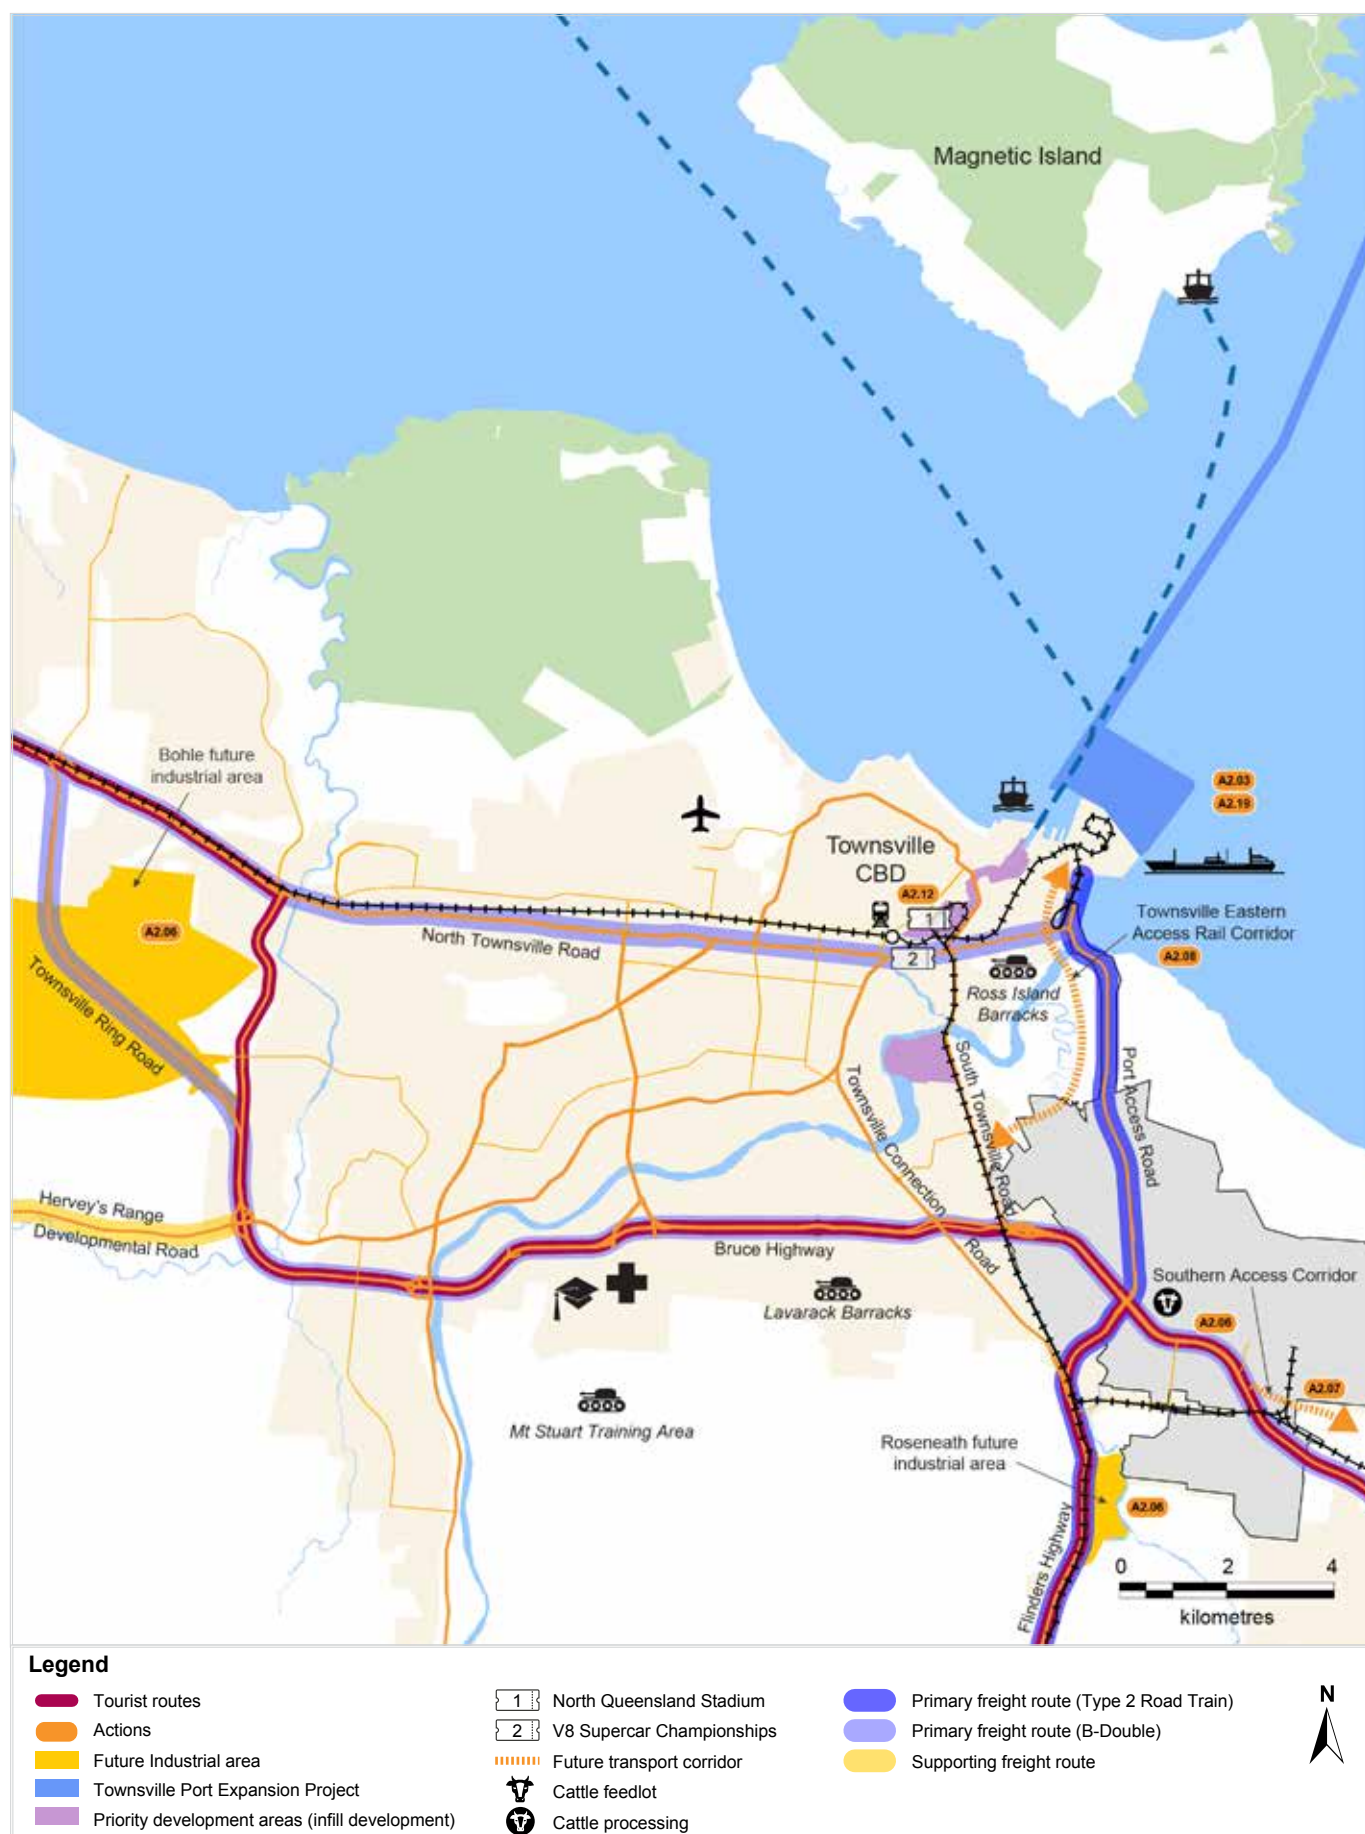 Magnetic Island
Bohle future
industrial area
A2.03
A2.19
Townsville
CBD
A2.12
1
2
A2.06
North Townsville Road
Townsville Eastern
Access Rail Corridor
A2.08
Ross Island
Barracks
Townsville Ring Road
South Townsville Road
Port Access Road
Townsville Connection
Road
Hervey's Range
Developmental Road
Bruce Highway
Southern Access Corridor
Lavarack Barracks
A2.06
A2.07
Mt Stuart Training Area
Roseneath future
industrial area
A2.06
Flinders Highway
0 2 4
kilometres
Legend
Tourist routes
Actions
Future Industrial area
Townsville Port Expansion Project
Priority development areas (infill development)
1 North Queensland Stadium
2 V8 Supercar Championships
Future transport corridor
Cattle feedlot
Cattle processing
Primary freight route (Type 2 Road Train)
Primary freight route (B-Double)
Supporting freight route
N